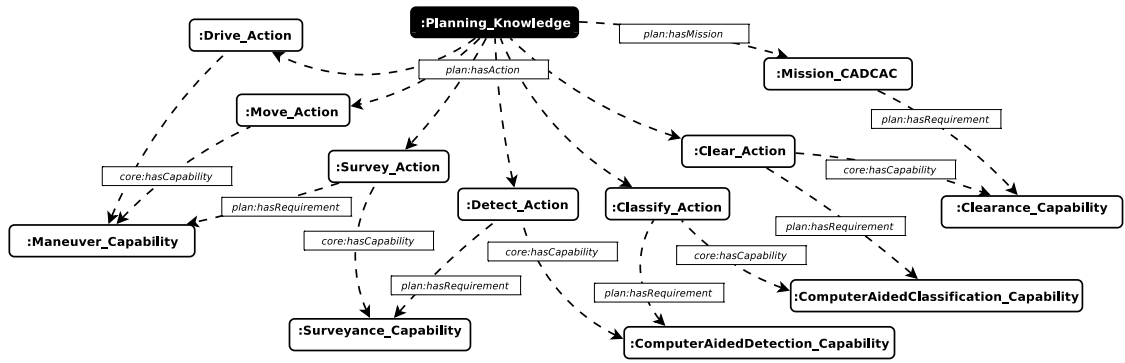 :Planning_Knowledge
:Drive_Action
plan:hasMission
plan:hasAction
:Mission_CADCAC
:Move_Action
plan:hasRequirement
:Clear_Action
:Survey_Action
core:hasCapability
core:hasCapability
plan:hasRequirement
:Detect_Action
:Classify_Action
:Clearance_Capability
:Maneuver_Capability
core:hasCapability
core:hasCapability
core:hasCapability
plan:hasRequirement
plan:hasRequirement
plan:hasRequirement
:ComputerAidedClassification_Capability
:Surveyance_Capability
:ComputerAidedDetection_Capability